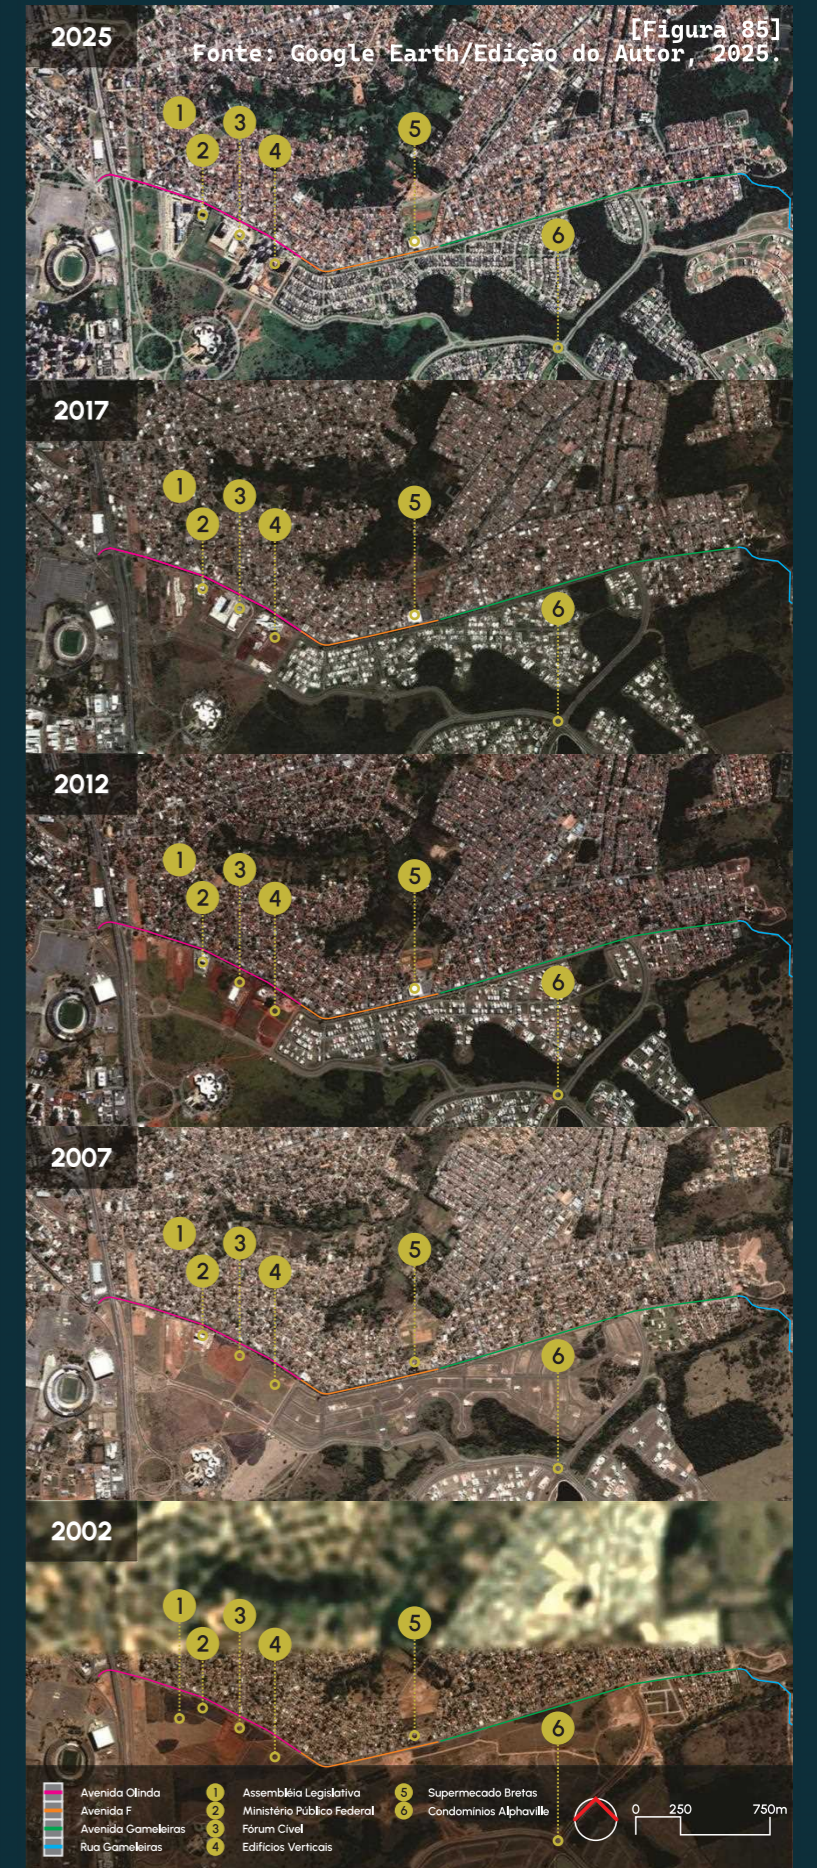 2025
[Figura 85]
Fonte: Google Earth/Edição do Autor, 2025.
1
2
3
4
5
6
2017
1
2
3
4
5
6
2012
1
2
3
4
5
6
2007
1
2
3
4
5
6
2002
1
2
3
4
5
6
Avenida Olinda
Avenida F
Avenida Gameleiras
Rua Gameleiras
1 Assembléia Legislativa
2 Ministério Público Federal
3 Fórum Cível
4 Edifícios Verticais
5 Supermecado Bretas
6 Condomínios Alphaville
0 250 750m